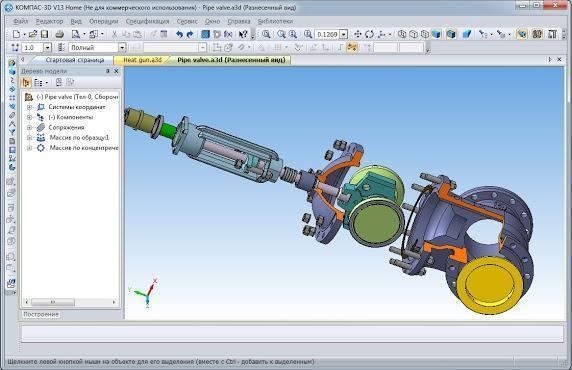 КОМПАС-3D V13 Home (Не для коммерческого использования) - Pipe valve.a3d (Разнесенный вид)
Файл Редактор Вид Операции Спецификация Сервис Окно Справка Библиотеки
0.1269
1.0 Полный
Стартовая страница Heat gun.a3d Pipe valve.a3d (Разнесенный вид)
Дерево модели
(-) Pipe valve (Тел-0, Сбороч
Системы координат
(-) Компоненты
Сопряжения
Массив по образцу:1
Массив по концентриче
Z X
Y
Построение
Щелкните левой кнопкой мыши на объекте для его выделения (вместе с Ctrl - добавить к выделенным)